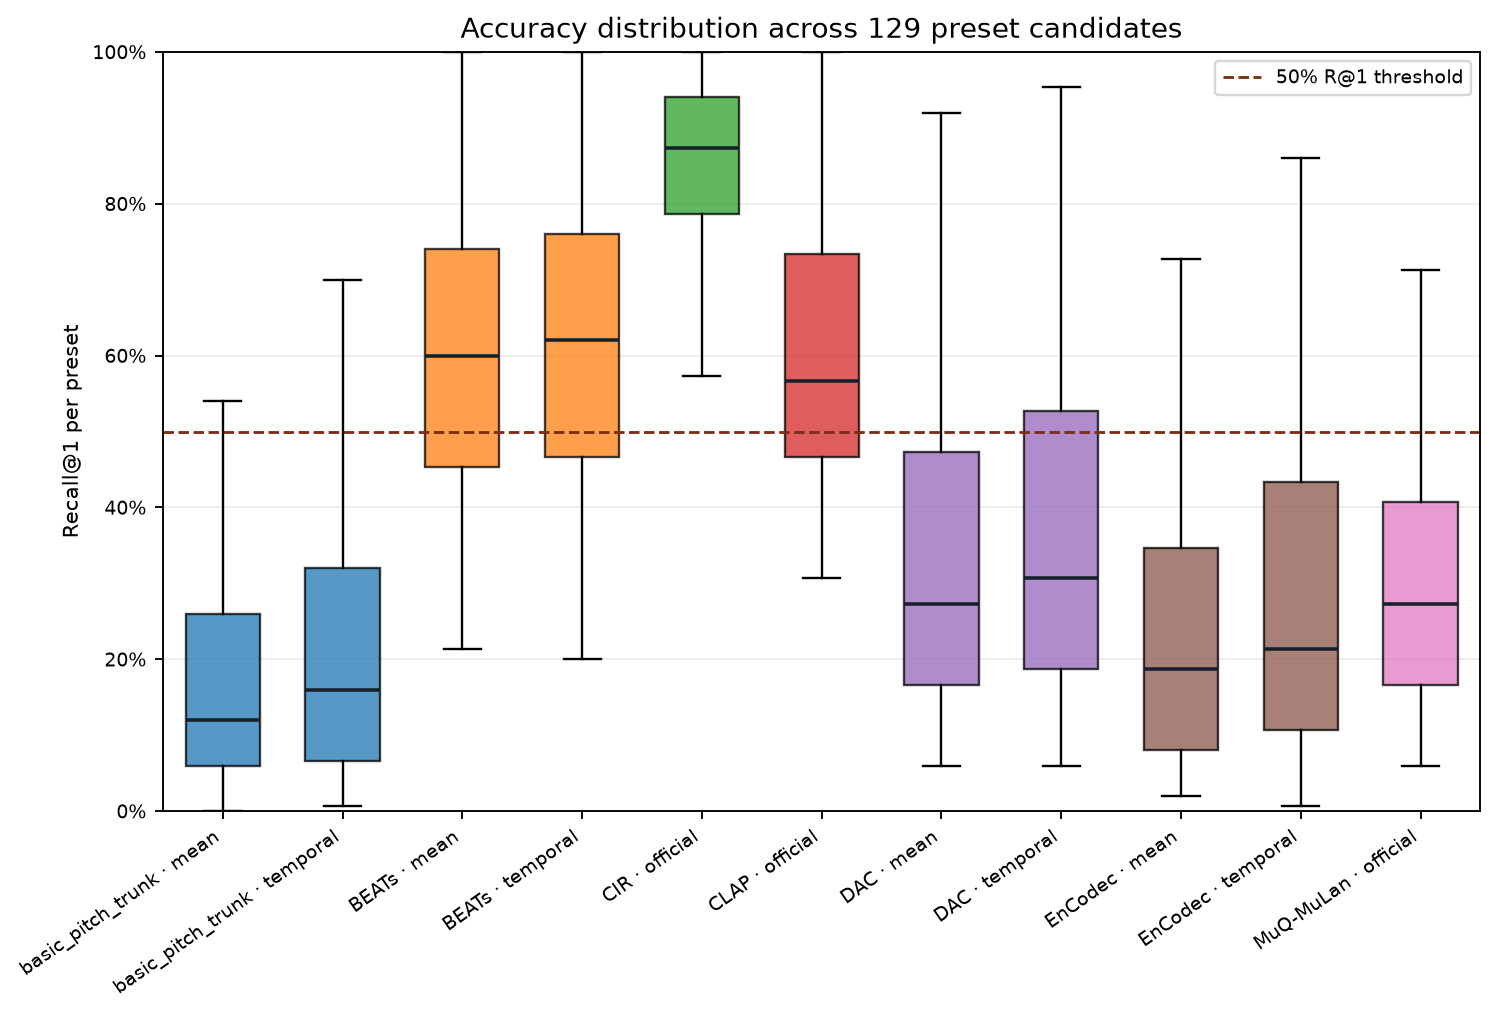 Accuracy distribution across 129 preset candidates
50% R@1 threshold
Recall@1 per preset
100%
80%
60%
40%
20%
0%
basic_pitch_trunk · mean
basic_pitch_trunk · temporal
BEATs · mean
BEATs · temporal
CIR · official
CLAP · official
DAC · mean
DAC · temporal
EnCodec · mean
EnCodec · temporal
MuQ-MuLan · official